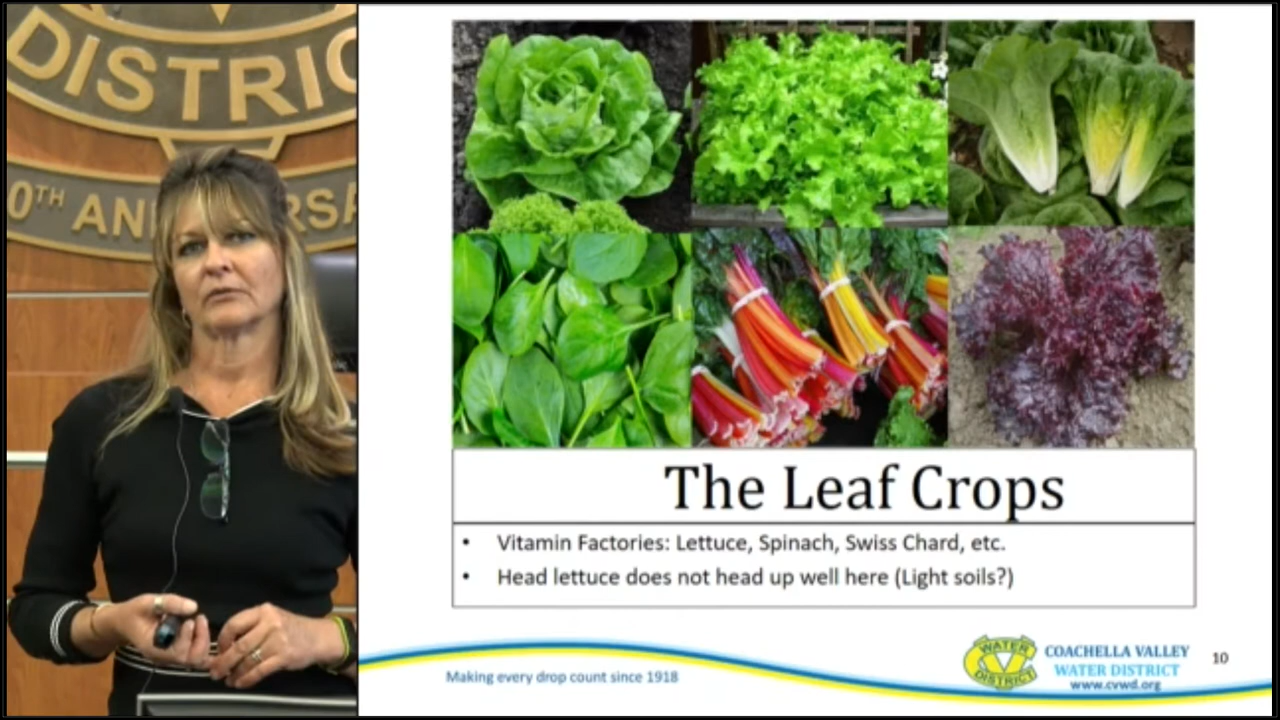 DISTRIC
0TH ANNIVERSA
The Leaf Crops
• Vitamin Factories: Lettuce, Spinach, Swiss Chard, etc.
• Head lettuce does not head up well here (Light soils?)
Making every drop count since 1918
WATER
DISTRICT
COACHELLA VALLEY
WATER DISTRICT
www.cvwd.org
10